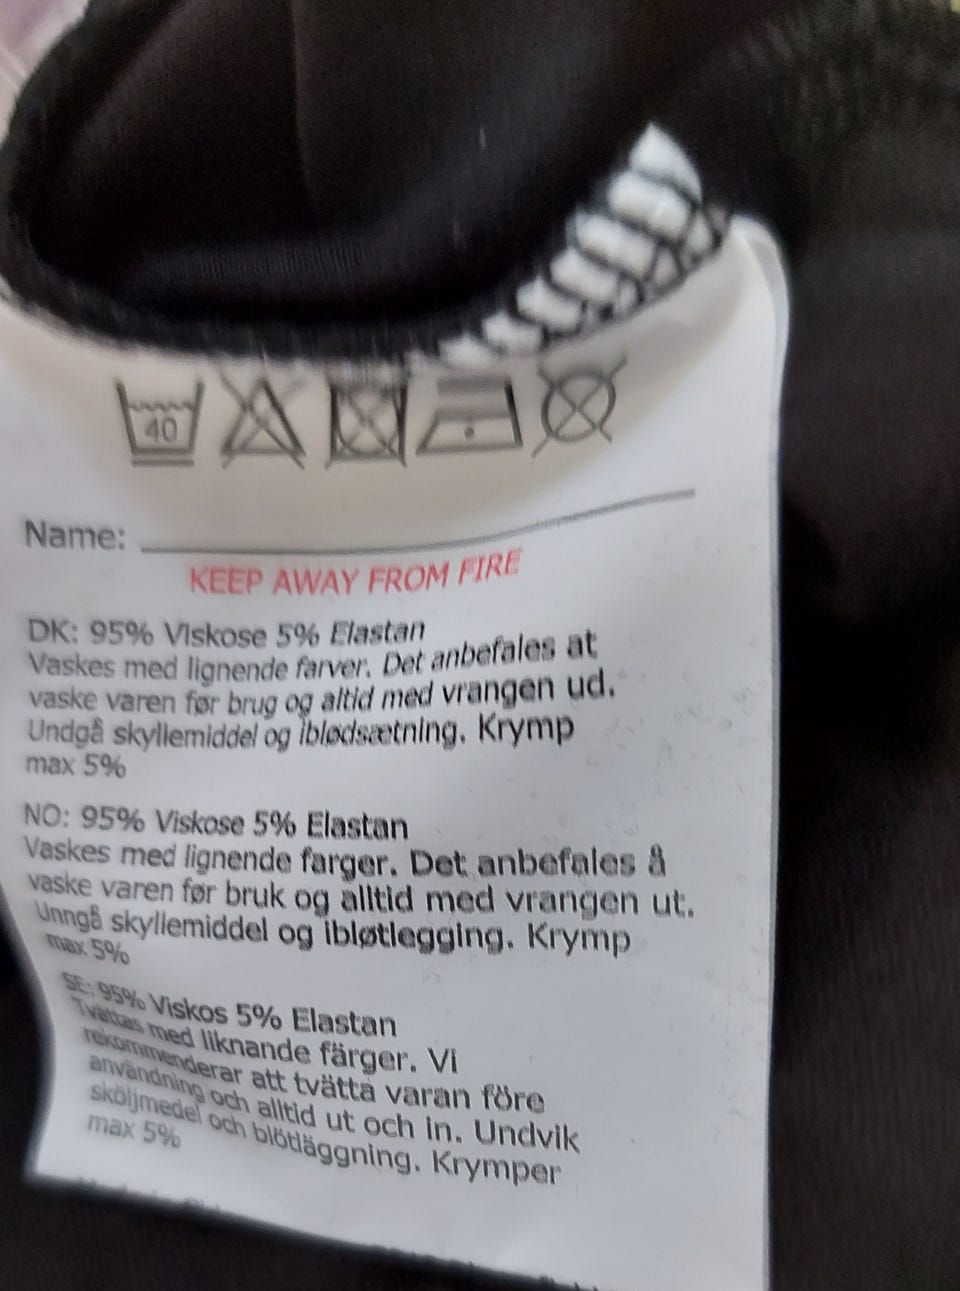 40
Name:
KEEP AWAY FROM FIRE
DK: 95% Viskose 5% Elastan
Vaskes med lignende farver. Det anbefales at
vaske varen før brug og altid med vrangen ud.
Undgå skyllemiddel og iblødsætning. Krymp
max 5%
NO: 95% Viskose 5% Elastan
Vaskes med lignende farger. Det anbefales å
vaske varen før bruk og alltid med vrangen ut.
Unngå skyllemiddel og ibløtlegging. Krymp
max 5%
SE: 95% Viskos 5% Elastan
Tvättas med liknande färger. Vi
rekommenderar att tvätta varan före
användning och alltid ut och in. Undvik
sköljmedel och blötläggning. Krymper
max 5%